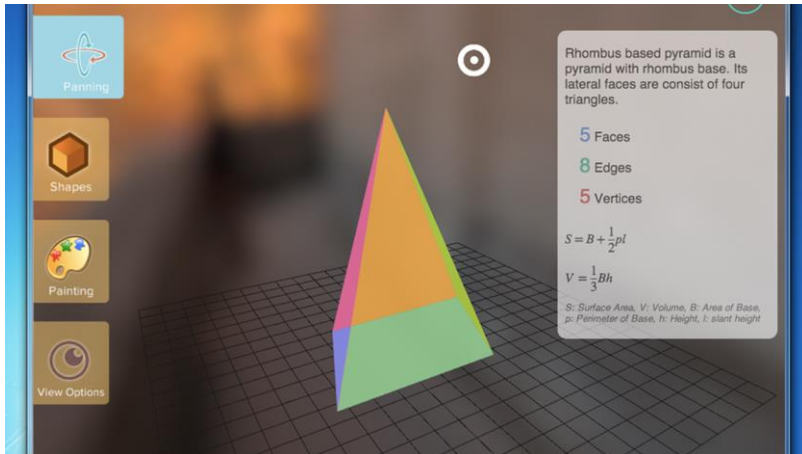 Panning
Shapes
Painting
View Options
Rhombus based pyramid is a
pyramid with rhombus base. Its
lateral faces are consist of four
triangles.
5 Faces
8 Edges
5 Vertices
S = B + 1/2 pl
V = 1/3 Bh
S: Surface Area, V: Volume, B: Area of Base,
p: Perimeter of Base, h: Height, l: slant height